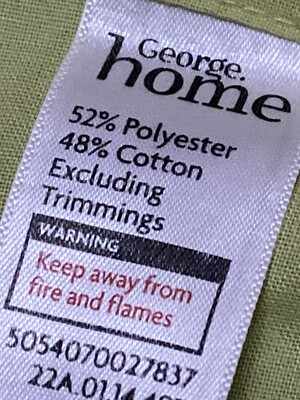 George.
home
52% Polyester
48% Cotton
Excluding
Trimmings
WARNING
Keep away from
fire and flames
5054070027837